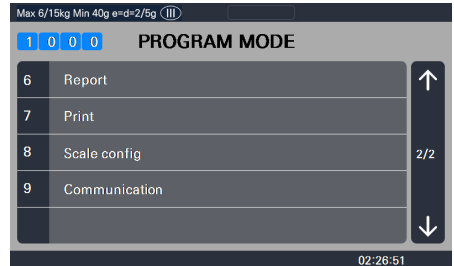 Max 6/15kg Min 40g e=d=2/5g III
1 0 0 0 PROGRAM MODE
6 Report
7 Print
8 Scale config
9 Communication
2/2
02:26:51